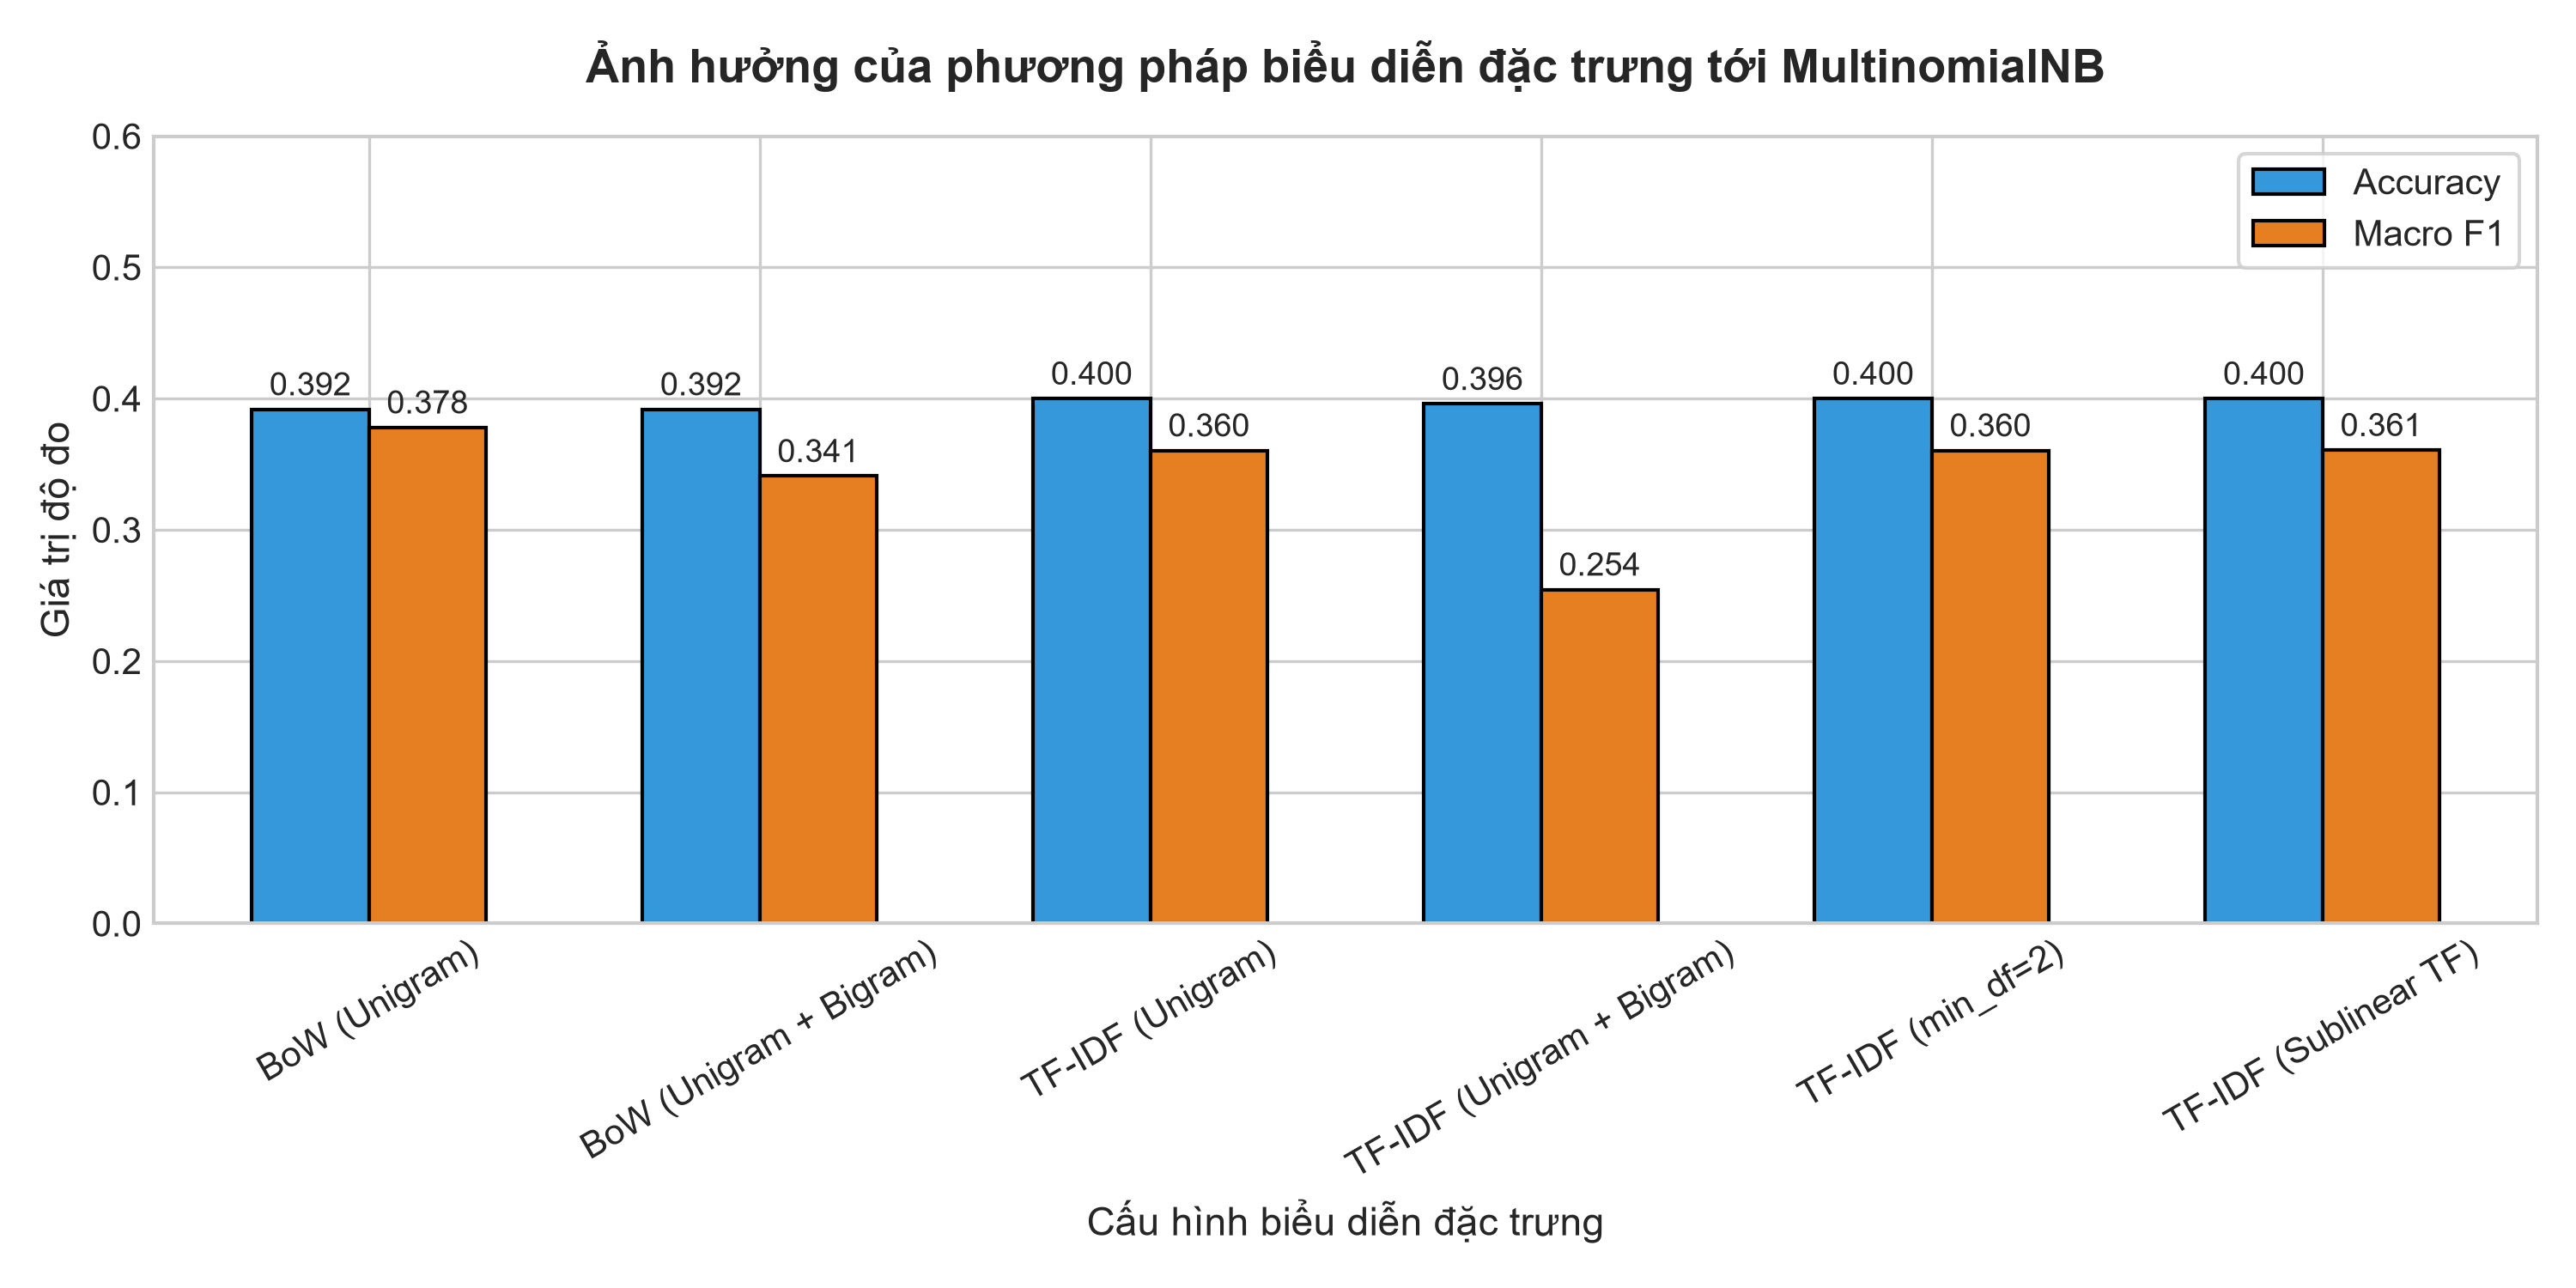 Ảnh hưởng của phương pháp biểu diễn đặc trưng tới MultinomialNB
Accuracy
Macro F1
Giá trị độ đo
0.6
0.5
0.4
0.3
0.2
0.1
0.0
0.392
0.378
0.392
0.341
0.400
0.360
0.396
0.254
0.400
0.360
0.400
0.361
BoW (Unigram)
BoW (Unigram + Bigram)
TF-IDF (Unigram)
TF-IDF (Unigram + Bigram)
TF-IDF (min_df=2)
TF-IDF (Sublinear TF)
Cấu hình biểu diễn đặc trưng